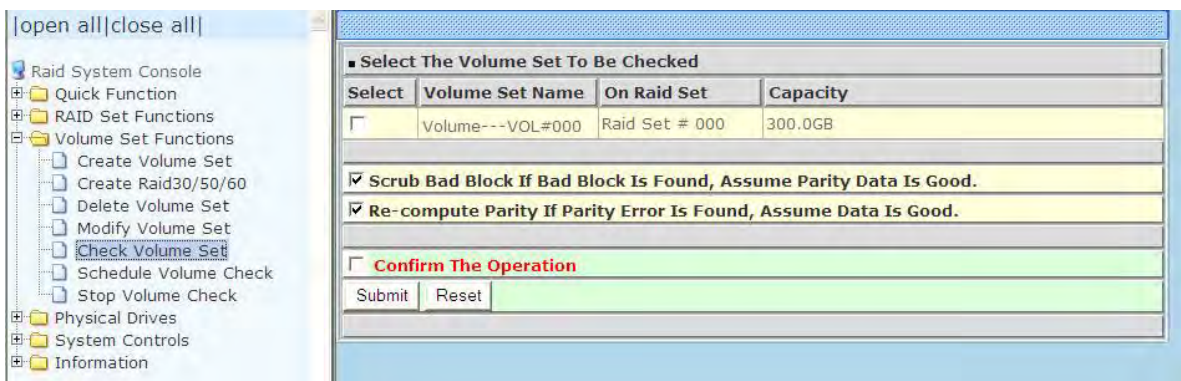 |open all|close all|
Raid System Console
Quick Function
RAID Set Functions
Volume Set Functions
Create Volume Set
Create Raid30/50/60
Delete Volume Set
Modify Volume Set
Check Volume Set
Schedule Volume Check
Stop Volume Check
Physical Drives
System Controls
Information
Select The Volume Set To Be Checked
Select Volume Set Name On Raid Set Capacity
Volume---VOL#000 Raid Set # 000 300.0GB
Scrub Bad Block If Bad Block Is Found, Assume Parity Data Is Good.
Re-compute Parity If Parity Error Is Found, Assume Data Is Good.
Confirm The Operation
Submit Reset